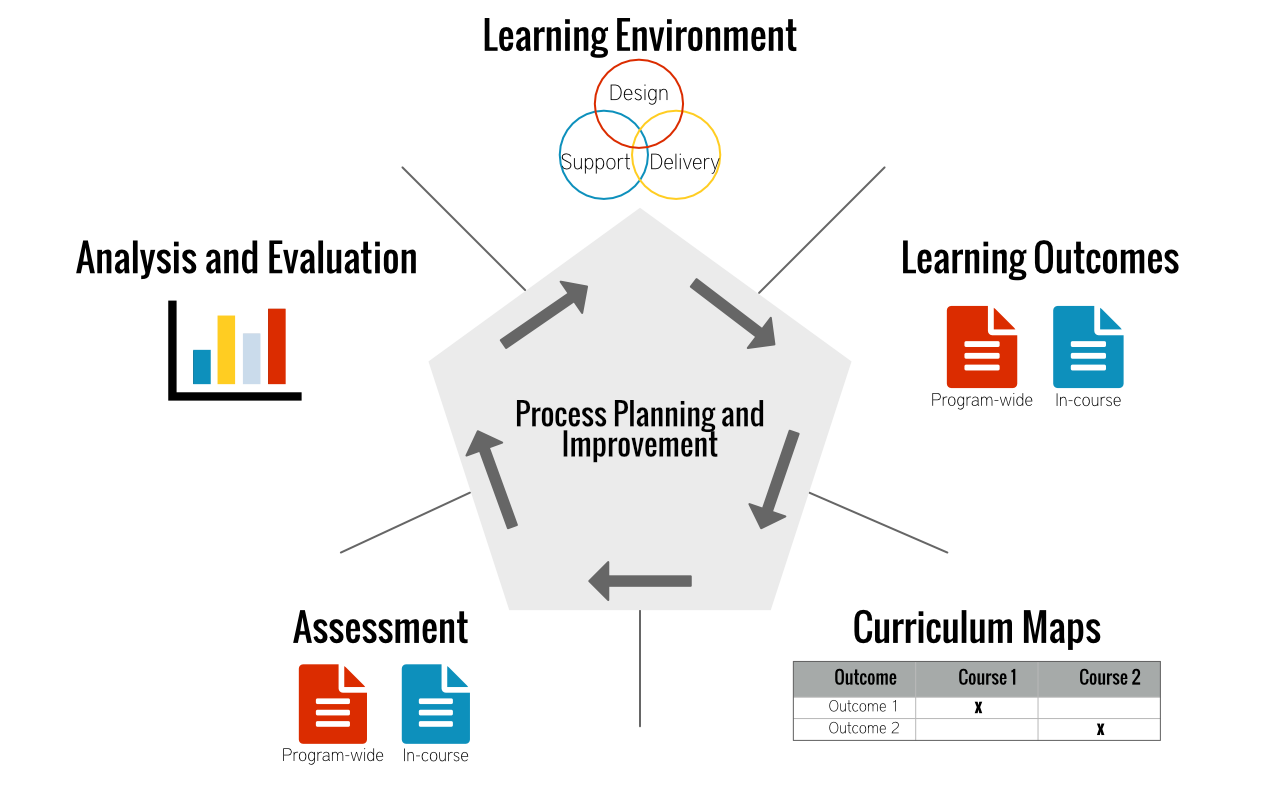 Learning Environment
Design
Support Delivery
Analysis and Evaluation
Learning Outcomes
Program-wide In-course
Process Planning and
Improvement
Assessment
Program-wide In-course
Curriculum Maps
Outcome Course 1 Course 2
Outcome 1 x
Outcome 2 x